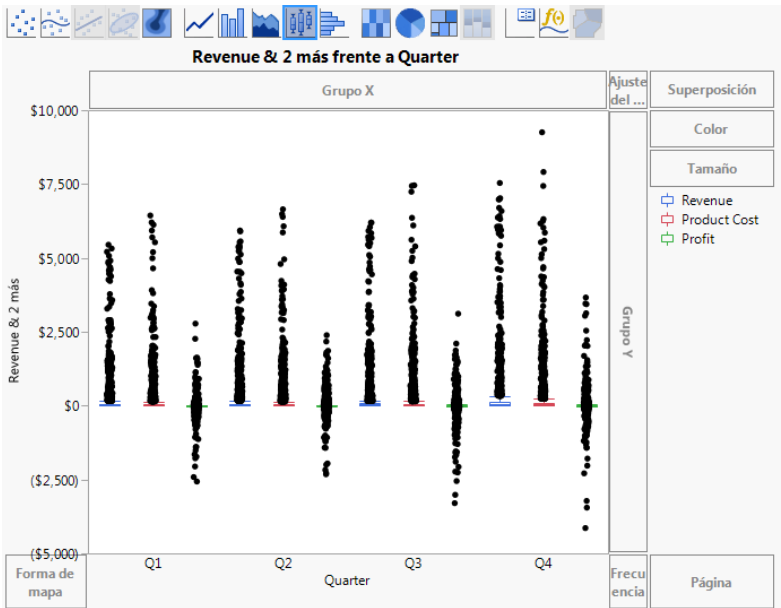 Revenue & 2 más frente a Quarter
Grupo X
Ajuste
del ...
Superposición
Color
Tamaño
Revenue
Product Cost
Profit
$10,000
$7,500
$5,000
$2,500
$0
($2,500)
($5,000)
Revenue & 2 más
Grupo Y
Q1
Q2
Q3
Q4
Quarter
Forma de
mapa
Frecu
encia
Página